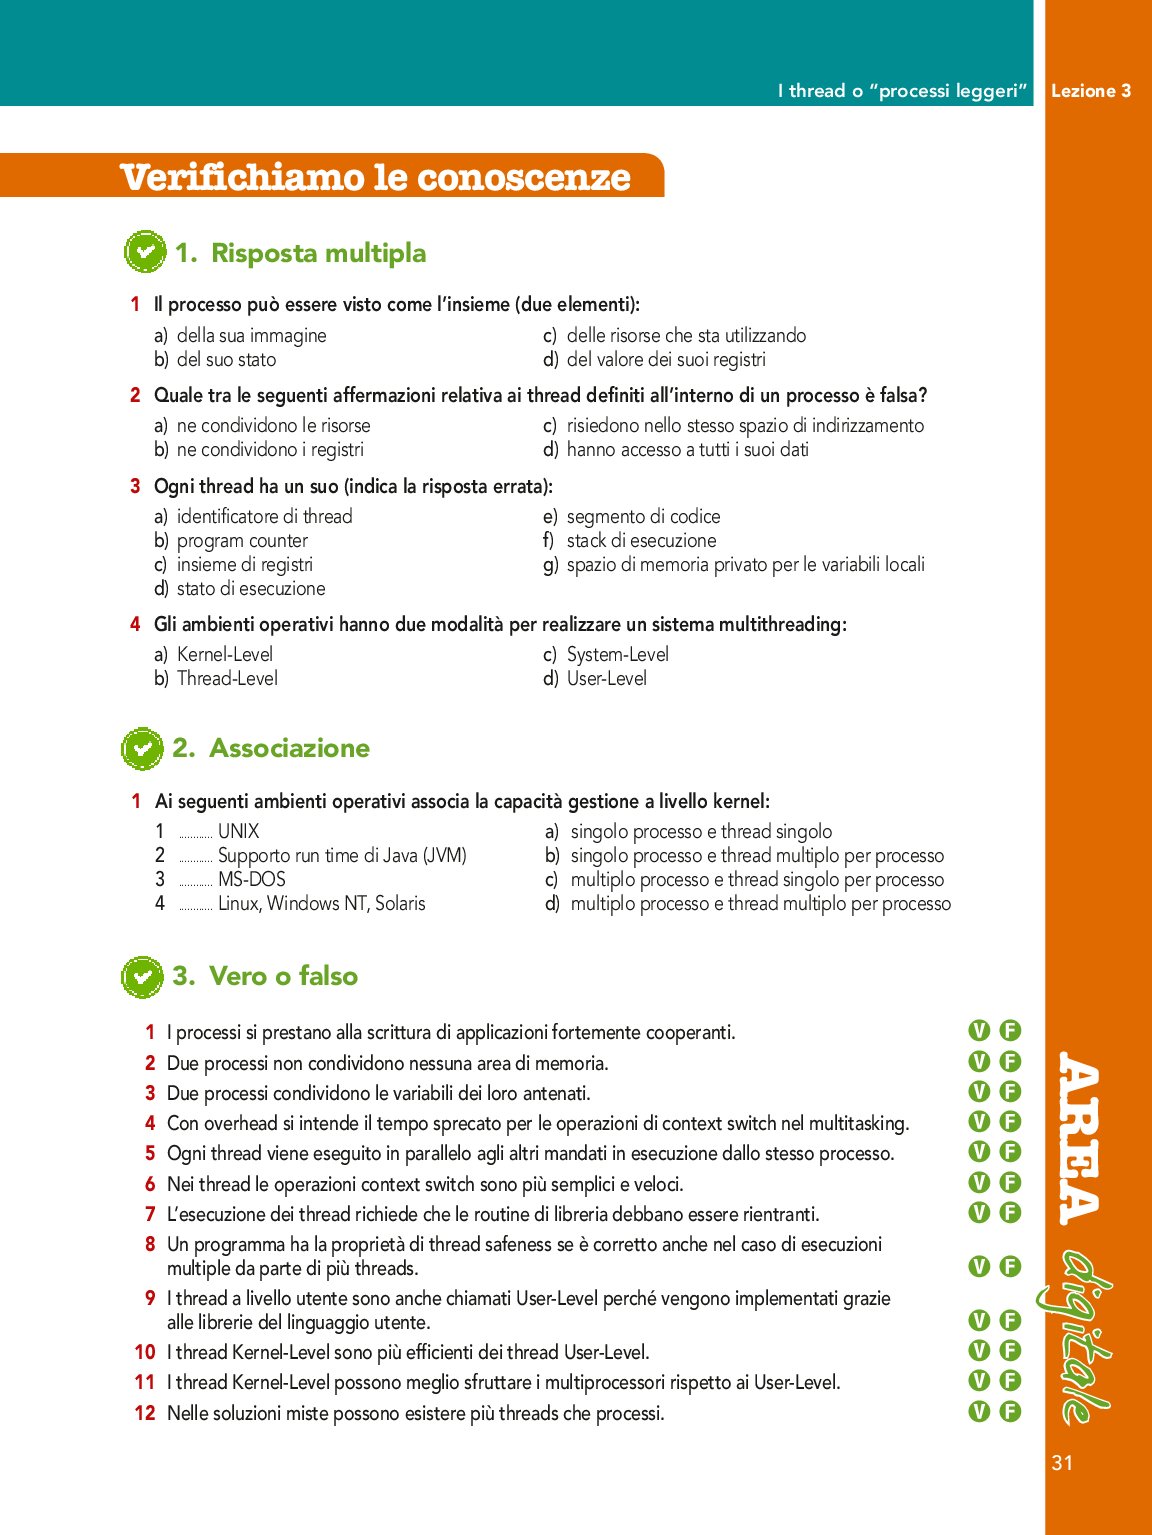 I thread o “processi leggeri”
Lezione 3
Verifichiamo le conoscenze
1. Risposta multipla
1 Il processo può essere visto come l’insieme (due elementi):
a) della sua immagine
b) del suo stato
c) delle risorse che sta utilizzando
d) del valore dei suoi registri
2 Quale tra le seguenti affermazioni relativa ai thread definiti all’interno di un processo è falsa?
a) ne condividono le risorse
b) ne condividono i registri
c) risiedono nello stesso spazio di indirizzamento
d) hanno accesso a tutti i suoi dati
3 Ogni thread ha un suo (indica la risposta errata):
a) identificatore di thread
b) program counter
c) insieme di registri
d) stato di esecuzione
e) segmento di codice
f) stack di esecuzione
g) spazio di memoria privato per le variabili locali
4 Gli ambienti operativi hanno due modalità per realizzare un sistema multithreading:
a) Kernel-Level
b) Thread-Level
c) System-Level
d) User-Level
2. Associazione
1 Ai seguenti ambienti operativi associa la capacità gestione a livello kernel:
1 ............ UNIX
2 ............ Supporto run time di Java (JVM)
3 ............ MS-DOS
4 ............ Linux, Windows NT, Solaris
a) singolo processo e thread singolo
b) singolo processo e thread multiplo per processo
c) multiplo processo e thread singolo per processo
d) multiplo processo e thread multiplo per processo
3. Vero o falso
1 I processi si prestano alla scrittura di applicazioni fortemente cooperanti. V F
2 Due processi non condividono nessuna area di memoria. V F
3 Due processi condividono le variabili dei loro antenati. V F
4 Con overhead si intende il tempo sprecato per le operazioni di context switch nel multitasking. V F
5 Ogni thread viene eseguito in parallelo agli altri mandati in esecuzione dallo stesso processo. V F
6 Nei thread le operazioni context switch sono più semplici e veloci. V F
7 L’esecuzione dei thread richiede che le routine di libreria debbano essere rientranti. V F
8 Un programma ha la proprietà di thread safeness se è corretto anche nel caso di esecuzioni
multiple da parte di più threads. V F
9 I thread a livello utente sono anche chiamati User-Level perché vengono implementati grazie
alle librerie del linguaggio utente. V F
10 I thread Kernel-Level sono più efficienti dei thread User-Level. V F
11 I thread Kernel-Level possono meglio sfruttare i multiprocessori rispetto ai User-Level. V F
12 Nelle soluzioni miste possono esistere più threads che processi. V F
AREA digitale
31